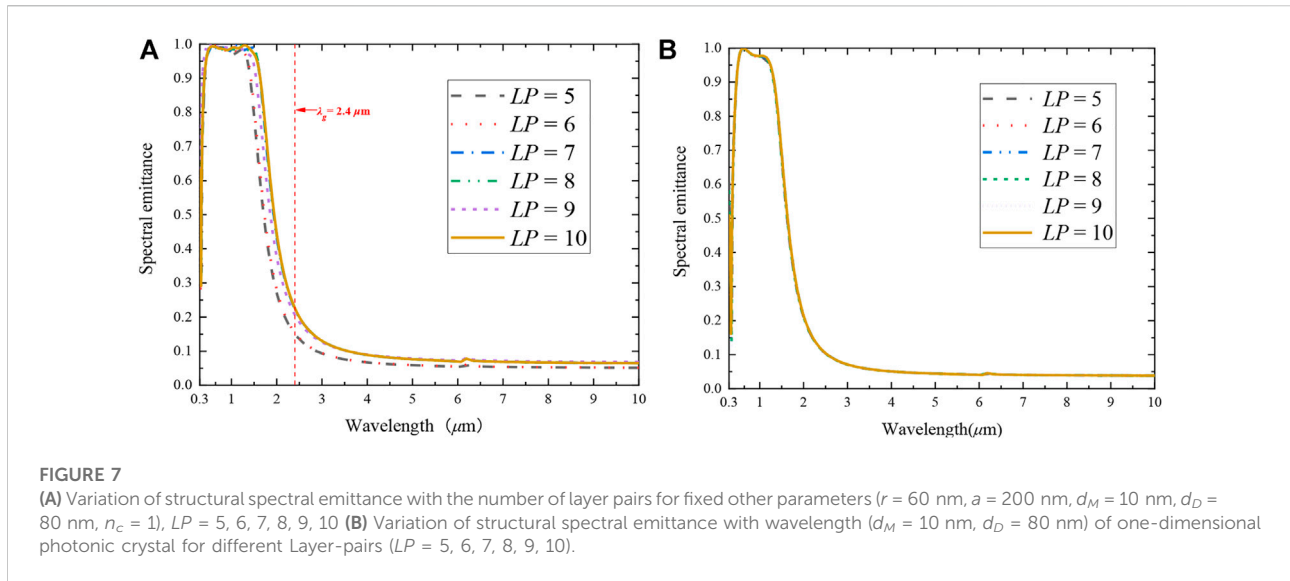 A
Spectral emittance
1.0
0.9
0.8
0.7
0.6
0.5
0.4
0.3
0.2
0.1
0.0
λg = 2.4 μm
LP = 5
LP = 6
LP = 7
LP = 8
LP = 9
LP = 10
0.3 1 2 3 4 5 6 7 8 9 10
Wavelength (μm)
B
Spectral emittance
1.0
0.9
0.8
0.7
0.6
0.5
0.4
0.3
0.2
0.1
0.0
LP = 5
LP = 6
LP = 7
LP = 8
LP = 9
LP = 10
0.3 1 2 3 4 5 6 7 8 9 10
Wavelength(μm)
FIGURE 7
(A) Variation of structural spectral emittance with the number of layer pairs for fixed other parameters (r = 60 nm, a = 200 nm, dM = 10 nm, dD =
80 nm, nc = 1), LP = 5, 6, 7, 8, 9, 10 (B) Variation of structural spectral emittance with wavelength (dM = 10 nm, dD = 80 nm) of one-dimensional
photonic crystal for different Layer-pairs (LP = 5, 6, 7, 8, 9, 10).